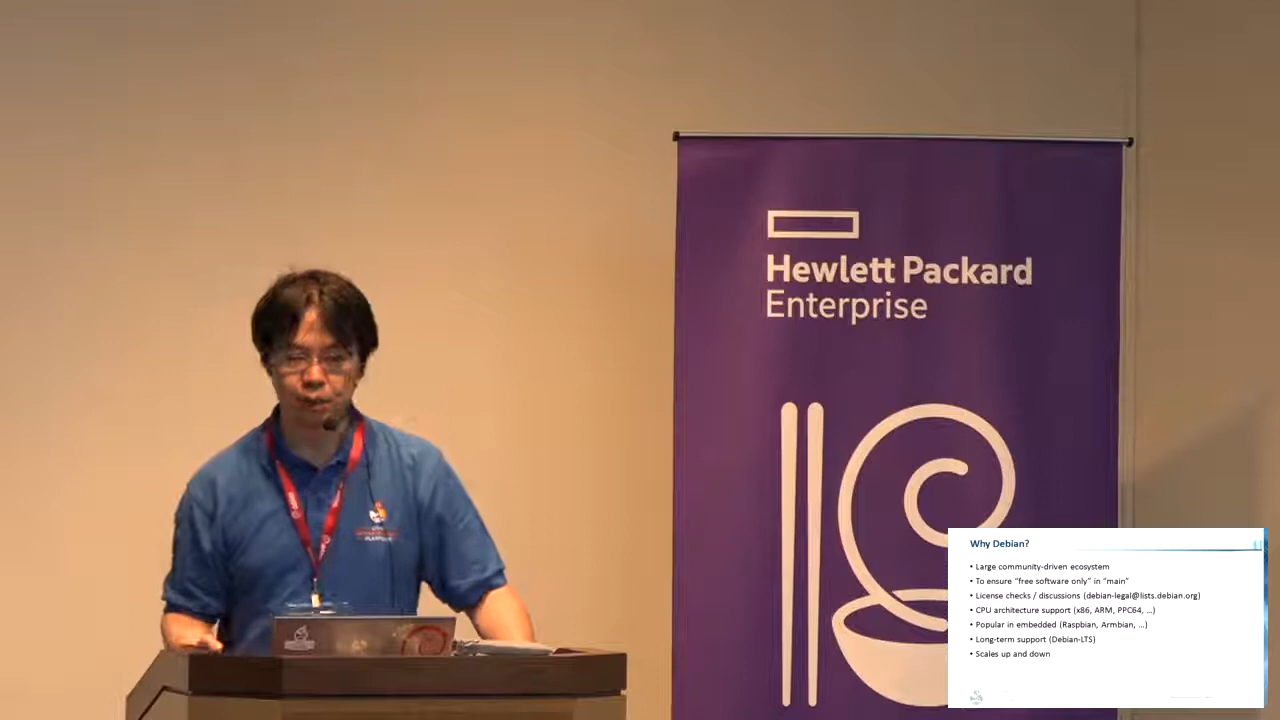 Hewlett Packard
Enterprise
Why Debian?
• Large community-driven ecosystem
• To ensure “free software only” in “main”
• License checks / discussions (debian-legal@lists.debian.org)
• CPU architecture support (x86, ARM, PPC64, …)
• Popular in embedded (Raspbian, Armbian, …)
• Long-term support (Debian-LTS)
• Scales up and down